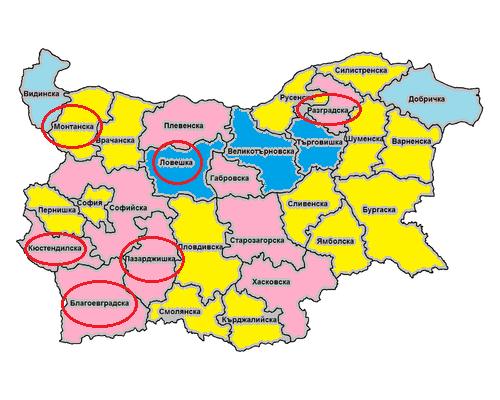 Силистренска
Видинска
Русенска
Добричка
Разградска
Монтанска
Плевенска
Врачанска
Търговишка
Шуменска
Варненска
Великотърновска
Ловешка
Габровска
София
Софийска
Пернишка
Сливенска
Бургаска
Кюстендилска
Пловдивска
Старозагорска
Ямболска
Пазарджишка
Хасковска
Благоевградска
Смолянска
Кърджалийска